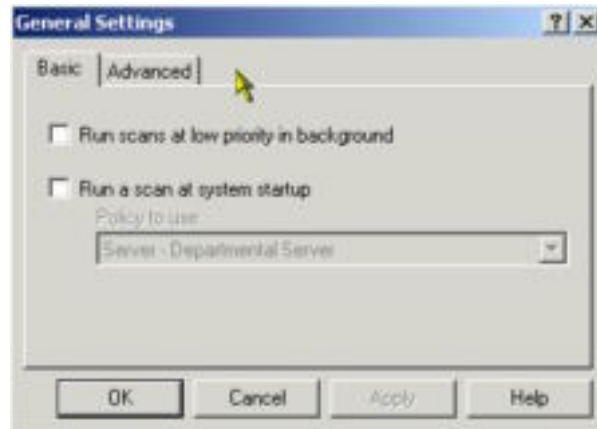 General Settings
Basic Advanced
Run scans at low priority in background
Run a scan at system startup
Policy to use
Server - Departmental Server
OK Cancel Apply Help